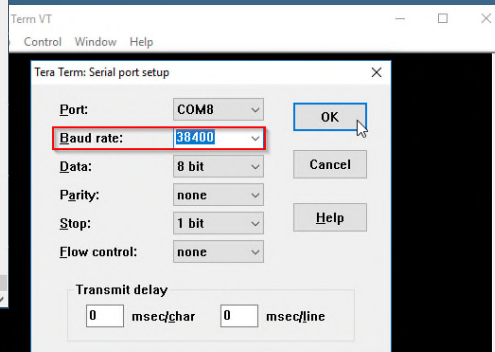 Term VT
Control Window Help
Tera Term: Serial port setup
Port: COM8
OK
Baud rate: 38400
Data: 8 bit
Cancel
Parity: none
Stop: 1 bit
Help
Flow control: none
Transmit delay
0 msec/char 0 msec/line